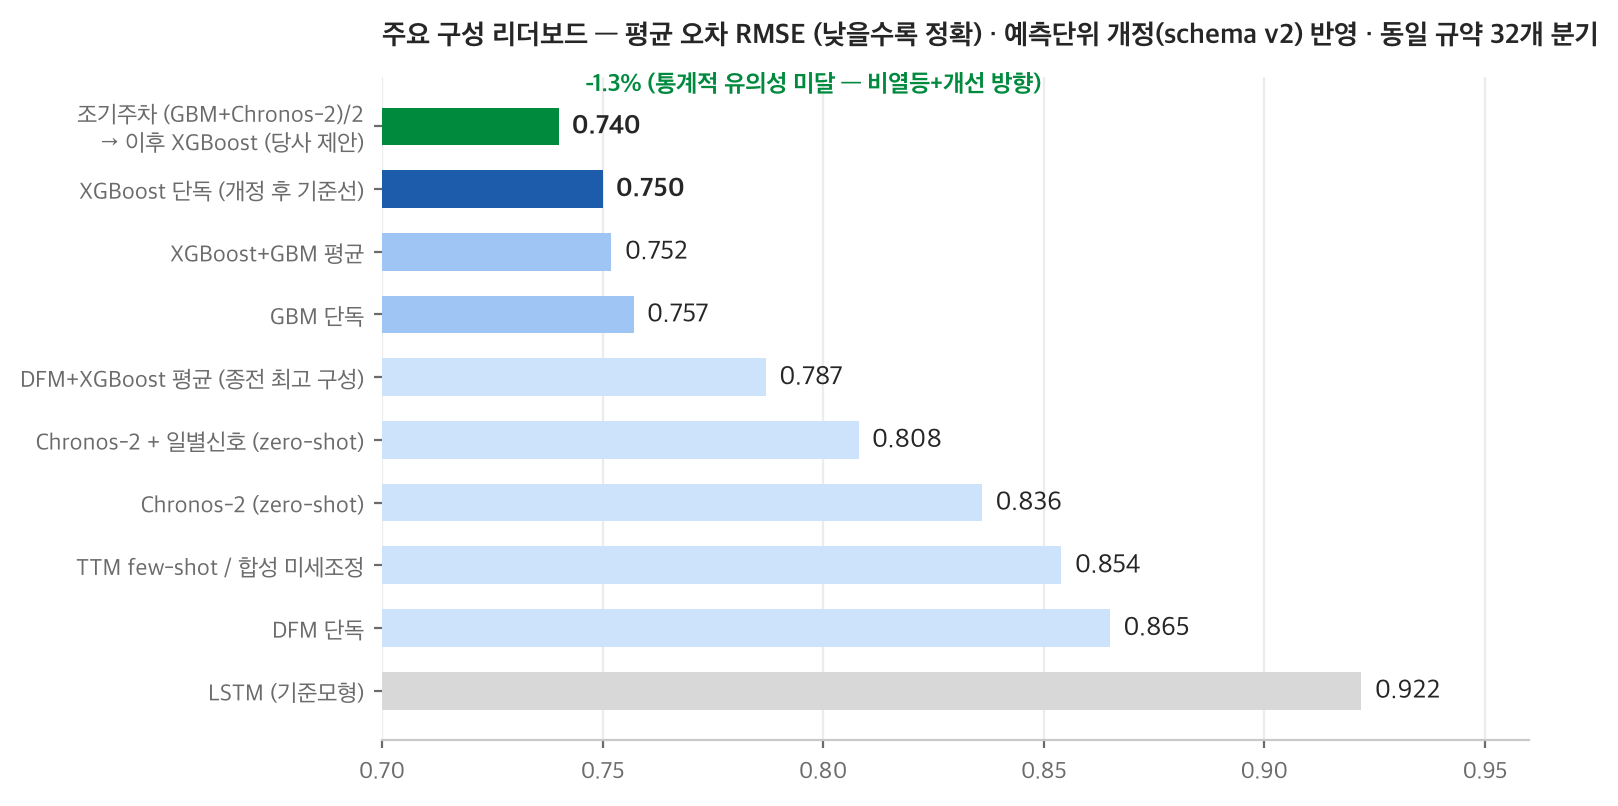 주요 구성 리더보드 — 평균 오차 RMSE (낮을수록 정확) · 예측단위 개정(schema v2) 반영 · 동일 규약 32개 분기
-1.3% (통계적 유의성 미달 — 비열등+개선 방향)
조기주차 (GBM+Chronos-2)/2
→ 이후 XGBoost (당사 제안)
0.740
XGBoost 단독 (개정 후 기준선)
0.750
XGBoost+GBM 평균
0.752
GBM 단독
0.757
DFM+XGBoost 평균 (종전 최고 구성)
0.787
Chronos-2 + 일별신호 (zero-shot)
0.808
Chronos-2 (zero-shot)
0.836
TTM few-shot / 합성 미세조정
0.854
DFM 단독
0.865
LSTM (기준모형)
0.922
0.70 0.75 0.80 0.85 0.90 0.95